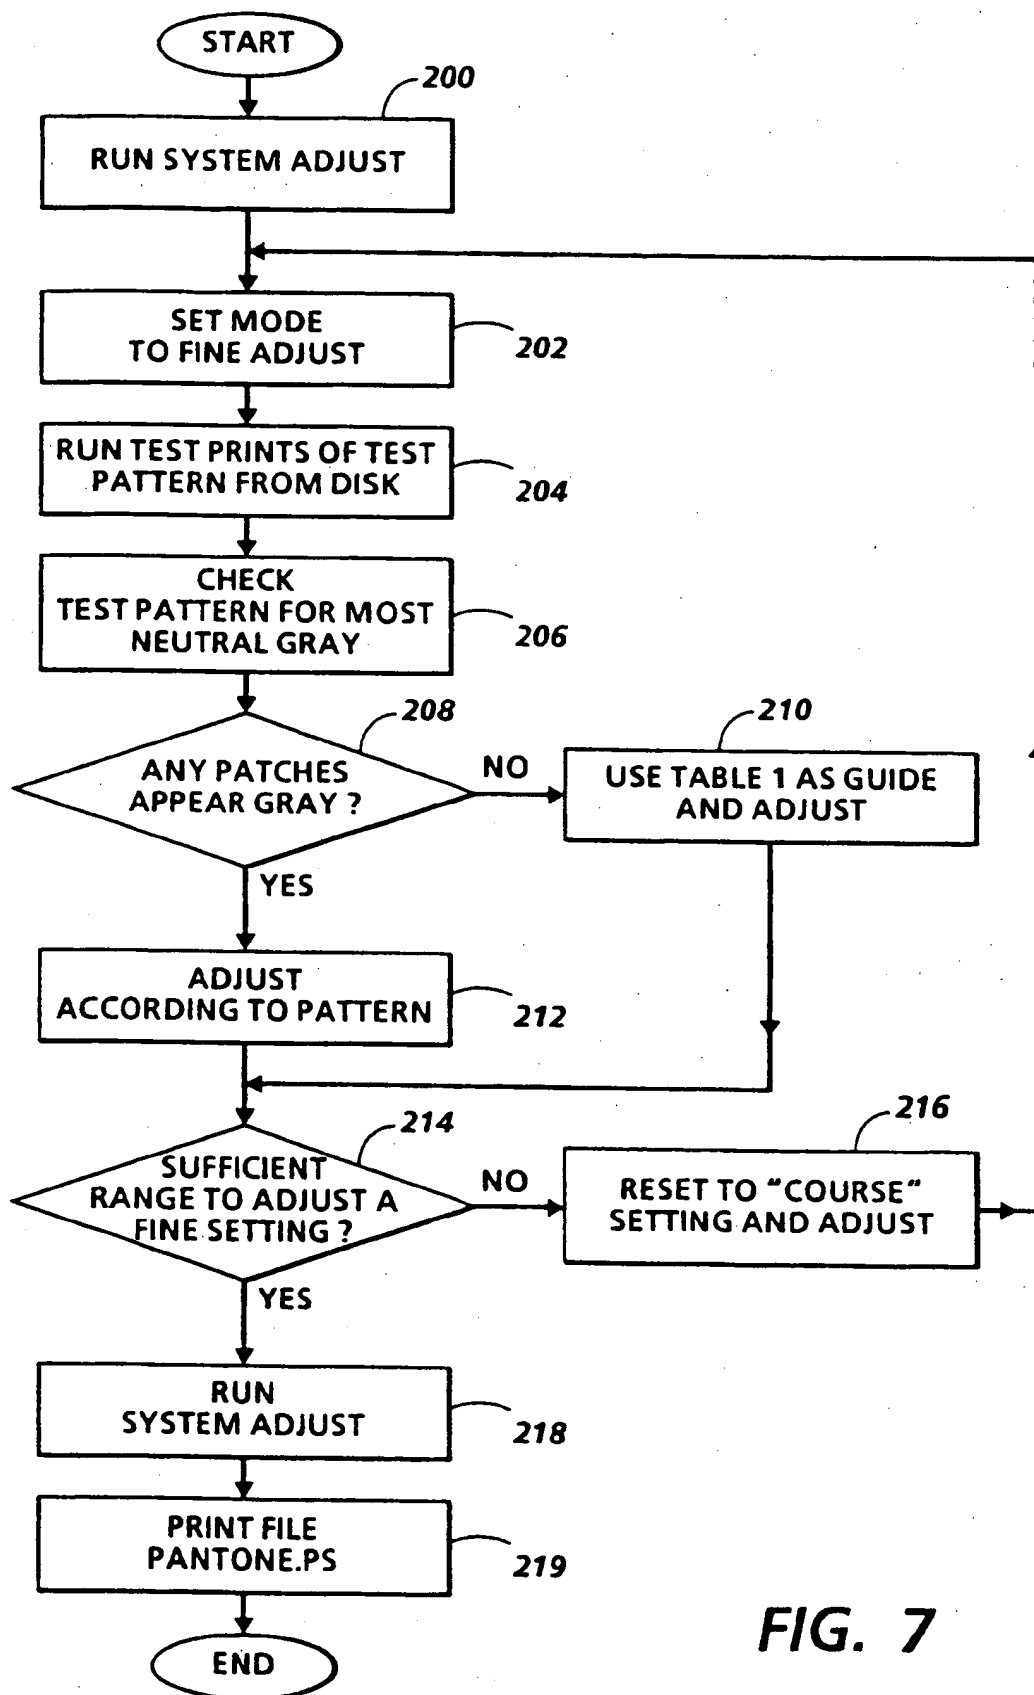 START
200
RUN SYSTEM ADJUST
SET MODE
TO FINE ADJUST
202
RUN TEST PRINTS OF TEST
PATTERN FROM DISK
204
CHECK
TEST PATTERN FOR MOST
NEUTRAL GRAY
206
208
ANY PATCHES
APPEAR GRAY ?
NO
210
USE TABLE 1 AS GUIDE
AND ADJUST
YES
ADJUST
ACCORDING TO PATTERN
212
214
SUFFICIENT
RANGE TO ADJUST A
FINE SETTING ?
NO
216
RESET TO "COURSE"
SETTING AND ADJUST
YES
RUN
SYSTEM ADJUST
218
PRINT FILE
PANTONE.PS
219
END
FIG. 7